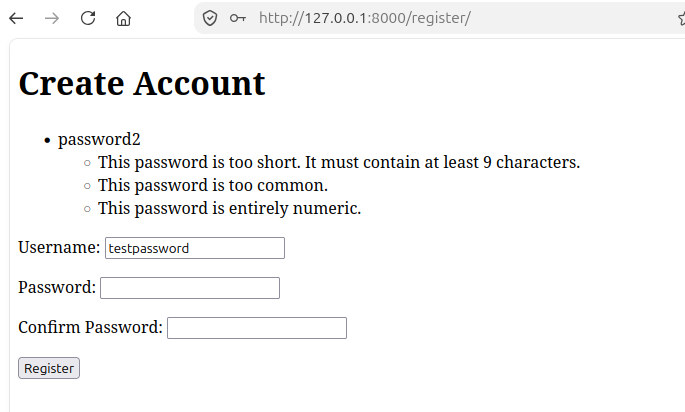 http://127.0.0.1:8000/register/
Create Account
password2
This password is too short. It must contain at least 9 characters.
This password is too common.
This password is entirely numeric.
Username: testpassword
Password:
Confirm Password:
Register